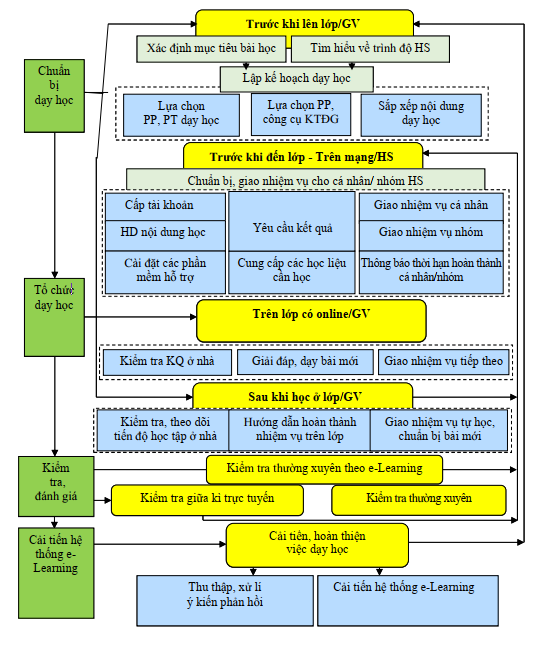 Trước khi lên lớp/GV
Xác định mục tiêu bài học
Tìm hiểu về trình độ HS
Chuẩn
bị
dạy học
Lập kế hoạch dạy học
Lựa chọn
PP, PT dạy học
Lựa chọn PP,
công cụ KTĐG
Sắp xếp nội dung
dạy học
Trước khi đến lớp - Trên mạng/HS
Chuẩn bị, giao nhiệm vụ cho cá nhân/ nhóm HS
Cấp tài khoản
HD nội dung học
Cài đặt các phần
mềm hỗ trợ
Yêu cầu kết quả
Cung cấp các học liệu
cần học
Giao nhiệm vụ cá nhân
Giao nhiệm vụ nhóm
Thông báo thời hạn hoàn thành
cá nhân/nhóm
Tổ chức
dạy học
Trên lớp có online/GV
Kiểm tra KQ ở nhà
Giải đáp, dạy bài mới
Giao nhiệm vụ tiếp theo
Sau khi học ở lớp/GV
Kiểm tra, theo dõi
tiến độ học tập ở nhà
Hướng dẫn hoàn thành
nhiệm vụ trên lớp
Giao nhiệm vụ tự học,
chuẩn bị bài mới
Kiểm
tra,
đánh giá
Kiểm tra thường xuyên theo e-Learning
Kiểm tra giữa kì trực tuyến
Kiểm tra thường xuyên
Cải tiến hệ
thống e-
Learning
Cải tiến, hoàn thiện
việc dạy học
Thu thập, xử lí
ý kiến phản hồi
Cải tiến hệ thống e-Learning